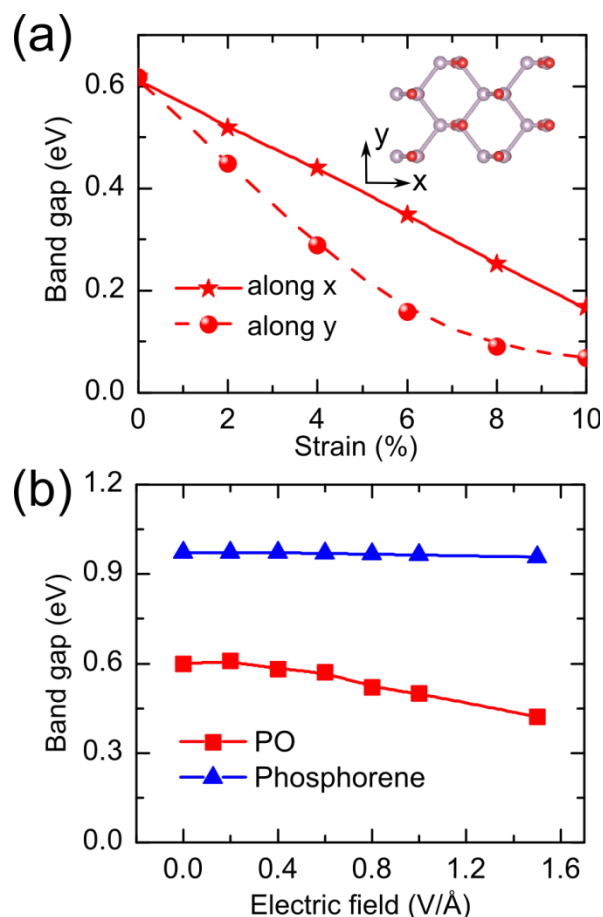 (a)
0.6
0.4
0.2
0.0
Band gap (eV)
y
x
along x
along y
0 2 4 6 8 10
Strain (%)
(b)
1.2
0.9
0.6
0.3
0.0
Band gap (eV)
PO
Phosphorene
0.0 0.4 0.8 1.2 1.6
Electric field (V/Å)